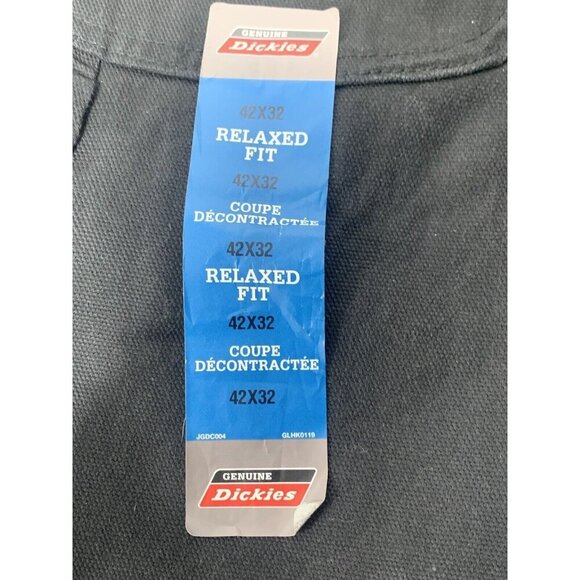 GENUINE
Dickies
42X32
RELAXED
FIT
42X32
COUPE
DÉCONTRACTÉE
42X32
RELAXED
FIT
42X32
COUPE
DÉCONTRACTÉE
42X32
JGDC004 GLHK0119
GENUINE
Dickies